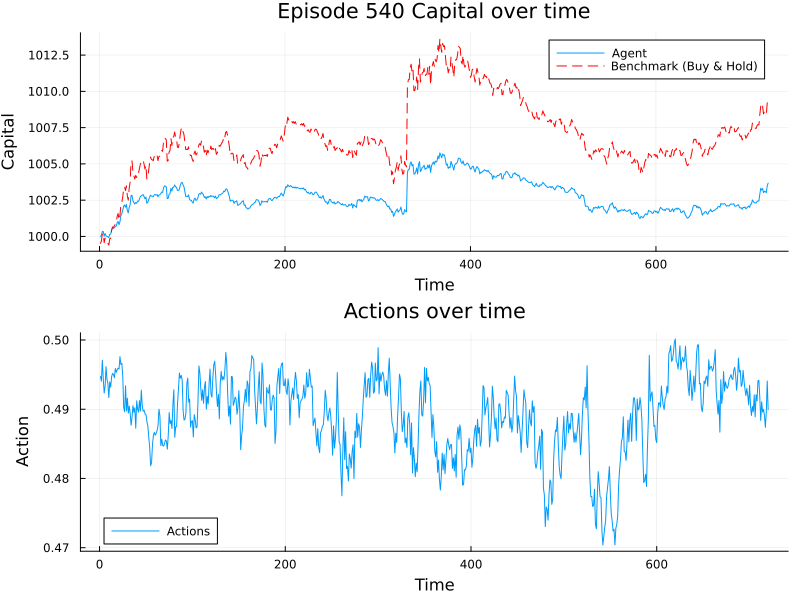 Episode 540 Capital over time
Capital
1012.5
1010.0
1007.5
1005.0
1002.5
1000.0
Agent
Benchmark (Buy & Hold)
0
200
400
600
Time
Actions over time
Action
0.50
0.49
0.48
0.47
Actions
0
200
400
600
Time